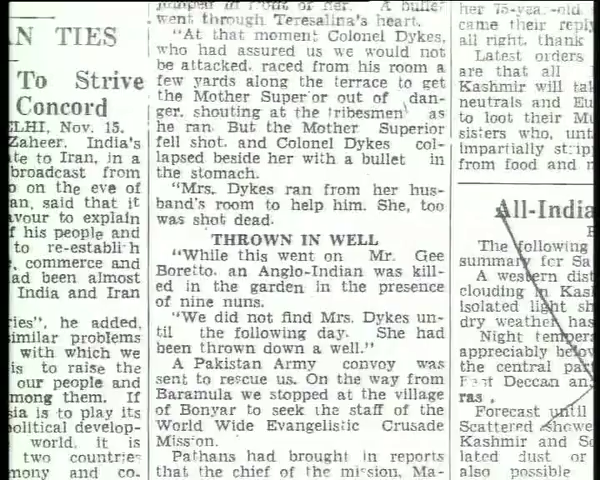 N TIES
To Strive
Concord
ELHI, Nov. 15.
Zaheer, India's
te to Iran, in a
broadcast from
on the eve of
an, said that it
vour to explain
f his people and
to re-establish
, commerce and
ad been almost
India and Iran
ries", he added,
similar problems
with which we
is to raise the
our people and
mong them. If
sia is to play its
political develop-
world, it is
two countries
mony and co-
jumped in front of her. A bullet
went through Teresalina's heart.
"At that moment Colonel Dykes,
who had assured us we would not
be attacked, raced from his room a
few yards along the terrace to get
the Mother Superior out of dan-
ger, shouting at the tribesmen as
he ran. But the Mother Superior
fell shot. and Colonel Dykes col-
lapsed beside her with a bullet in
the stomach.
"Mrs. Dykes ran from her hus-
band's room to help him. She, too
was shot dead.
THROWN IN WELL
"While this went on Mr. Gee
Boretto, an Anglo-Indian was kill-
ed in the garden in the presence
of nine nuns.
"We did not find Mrs. Dykes un-
til the following day. She had
been thrown down a well."
A Pakistan Army convoy was
sent to rescue us. On the way from
Baramula we stopped at the village
of Bonyar to seek the staff of the
World Wide Evangelistic Crusade
Mission.
Pathans had brought in reports
that the chief of the mission, Ma-
her 75-year-old
came their reply
all right, thank
Latest orders
are that all
Kashmir will tak
neutrals and Eu
to loot their Mu
sisters who, unt
impartially strip
from food and
All-India
The following
summary for Sa
A western dist
clouding in Kas
isolated light sh
dry weather has
Night tempera
appreciably below
the central pa
East Deccan an
ras.
Forecast until
Scattered showe
Kashmir and So
lated dust or
also possible